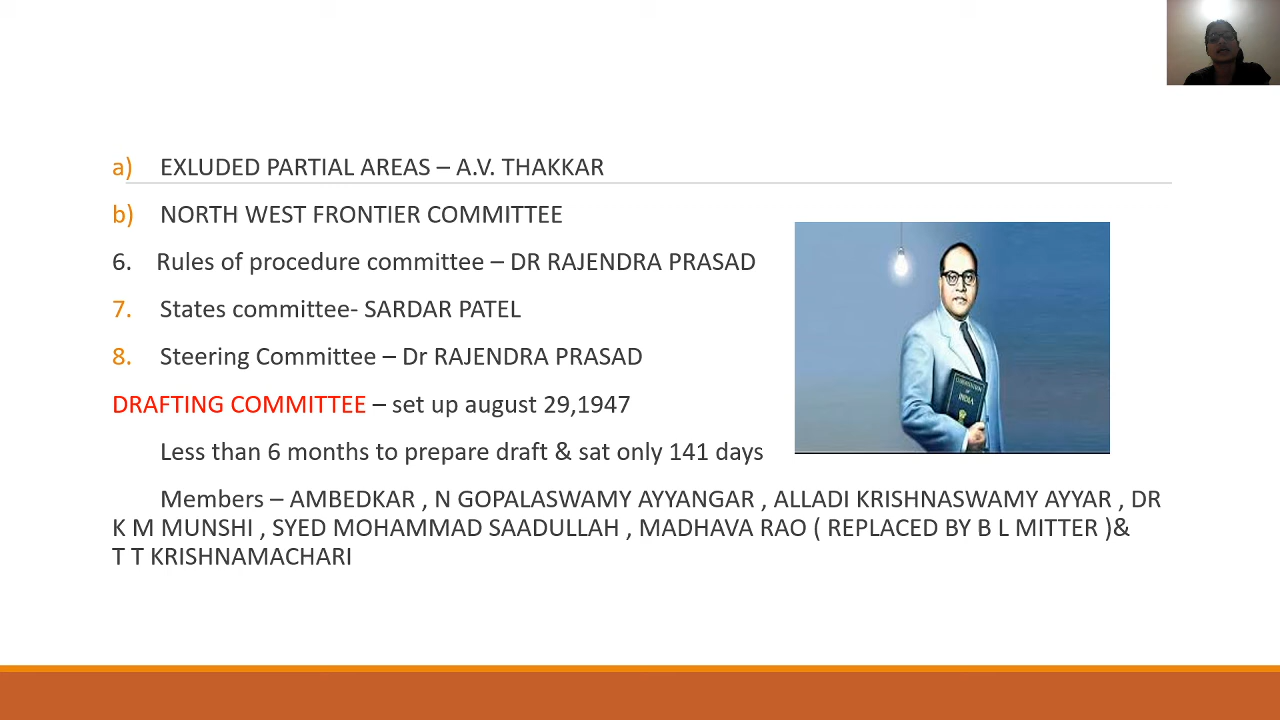 a) EXLUDED PARTIAL AREAS – A.V. THAKKAR
b) NORTH WEST FRONTIER COMMITTEE
6. Rules of procedure committee – DR RAJENDRA PRASAD
7. States committee- SARDAR PATEL
8. Steering Committee – Dr RAJENDRA PRASAD
DRAFTING COMMITTEE – set up august 29,1947
Less than 6 months to prepare draft & sat only 141 days
Members – AMBEDKAR , N GOPALASWAMY AYYANGAR , ALLADI KRISHNASWAMY AYYAR , DR
K M MUNSHI , SYED MOHAMMAD SAADULLAH , MADHAVA RAO ( REPLACED BY B L MITTER )&
T T KRISHNAMACHARI
CONSTITUTION
OF
INDIA